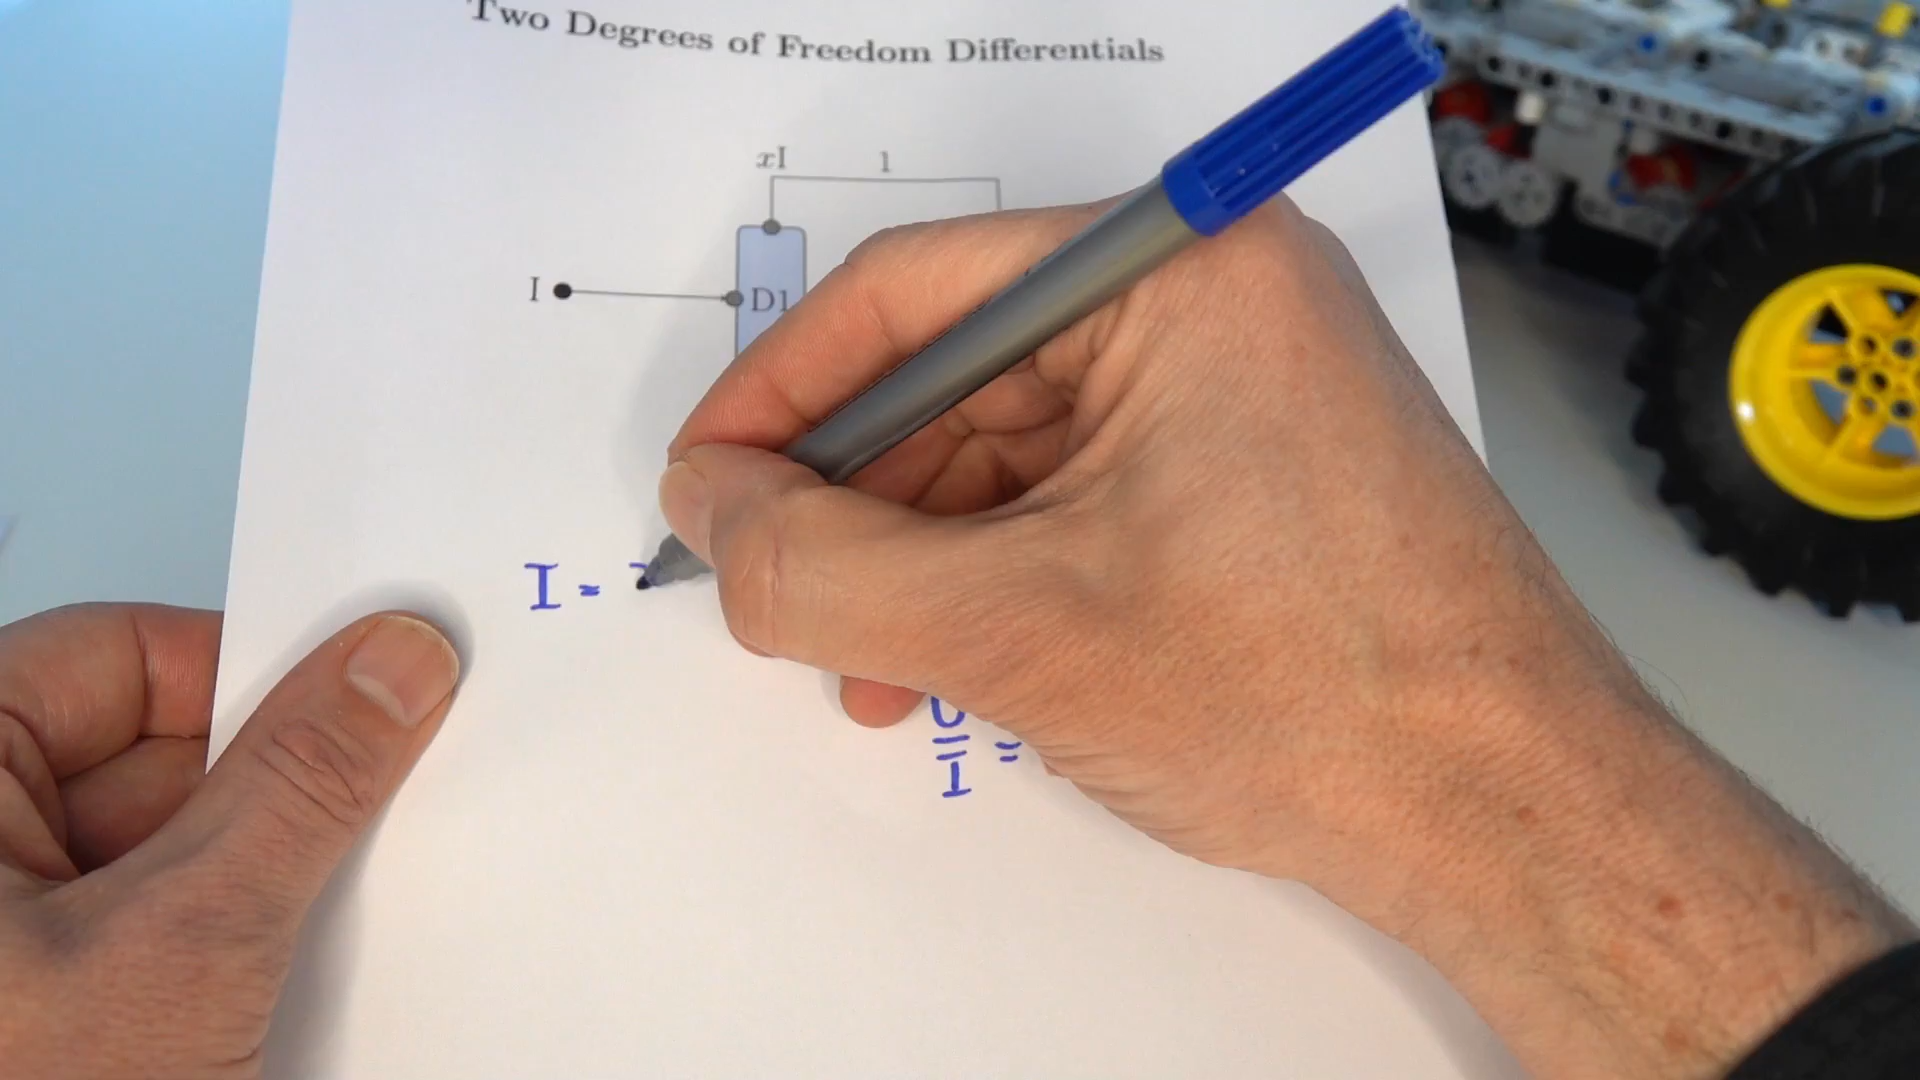 Two Degrees of Freedom Differentials
xI 1
I D1
I =
I =